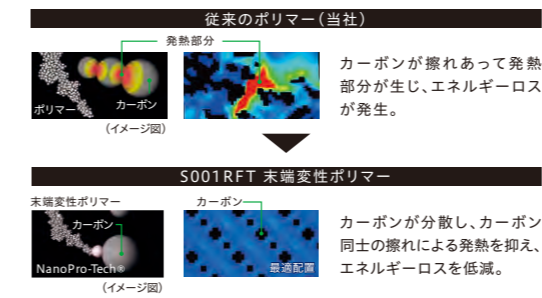 従来のポリマー（当社）
発熱部分
ポリマー
カーボン
（イメージ図）
カーボンが擦れあって発熱
部分が生じ、エネルギーロス
が発生。
S001RFT 末端変性ポリマー
末端変性ポリマー
カーボン
NanoPro-Tech®
（イメージ図）
カーボン
最適配置
カーボンが分散し、カーボン
同士の擦れによる発熱を抑え、
エネルギーロスを低減。